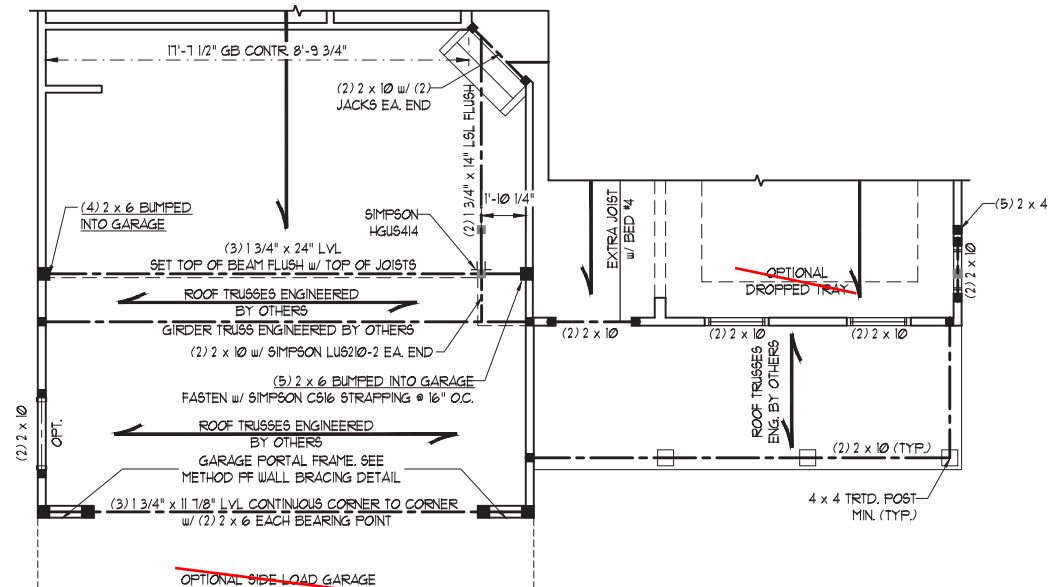 17'-7 1/2" GB CONTR. 8'-9 3/4"
(2) 2 x 10 w/ (2)
JACKS EA. END
(2) 1 3/4" x 14" LSL FLUSH
1'-10 1/4"
(4) 2 x 6 BUMPED
INTO GARAGE
SIMPSON
HGUS414
(3) 1 3/4" x 24" LVL
SET TOP OF BEAM FLUSH w/ TOP OF JOISTS
ROOF TRUSSES ENGINEERED
BY OTHERS
GIRDER TRUSS ENGINEERED BY OTHERS
(2) 2 x 10 w/ SIMPSON LUS210-2 EA. END
(5) 2 x 6 BUMPED INTO GARAGE
FASTEN w/ SIMPSON CS16 STRAPPING @ 16" O.C.
(2) 2 x 10
OPT.
ROOF TRUSSES ENGINEERED
BY OTHERS
GARAGE PORTAL FRAME. SEE
METHOD PF WALL BRACING DETAIL
(3) 1 3/4" x 11 7/8" LVL CONTINUOUS CORNER TO CORNER
w/ (2) 2 x 6 EACH BEARING POINT
OPTIONAL SIDE LOAD GARAGE
EXTRA JOIST
w/ BED #4
OPTIONAL
DROPPED TRAY
(5) 2 x 4
(2) 2 x 10
(2) 2 x 10
(2) 2 x 10
(2) 2 x 10
ROOF TRUSSES
ENG. BY OTHERS
(2) 2 x 10 (TYP.)
4 x 4 TRTD. POST
MIN. (TYP.)